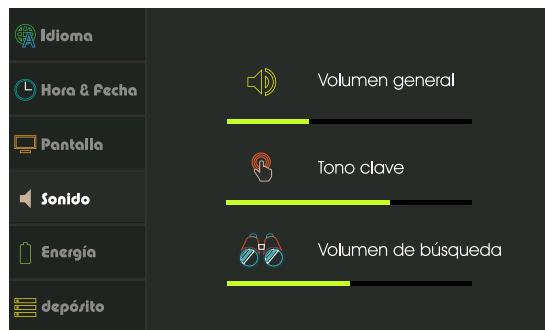 Idioma
Hora & Fecha
Pantalla
Sonido
Energía
depósito
Volumen general
Tono clave
Volumen de búsqueda